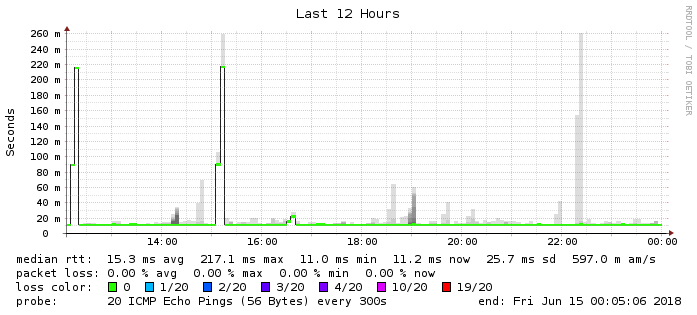 Last 12 Hours
RRDTOOL / TOBI OETIKER
Seconds
260 m
240 m
220 m
200 m
180 m
160 m
140 m
120 m
100 m
80 m
60 m
40 m
20 m
0
14:00 16:00 18:00 20:00 22:00 00:00
median rtt: 15.3 ms avg 217.1 ms max 11.0 ms min 11.2 ms now 25.7 ms sd 597.0 m am/s
packet loss: 0.00 % avg 0.00 % max 0.00 % min 0.00 % now
loss color: 0 1/20 2/20 3/20 4/20 10/20 19/20
probe: 20 ICMP Echo Pings (56 Bytes) every 300s end: Fri Jun 15 00:05:06 2018